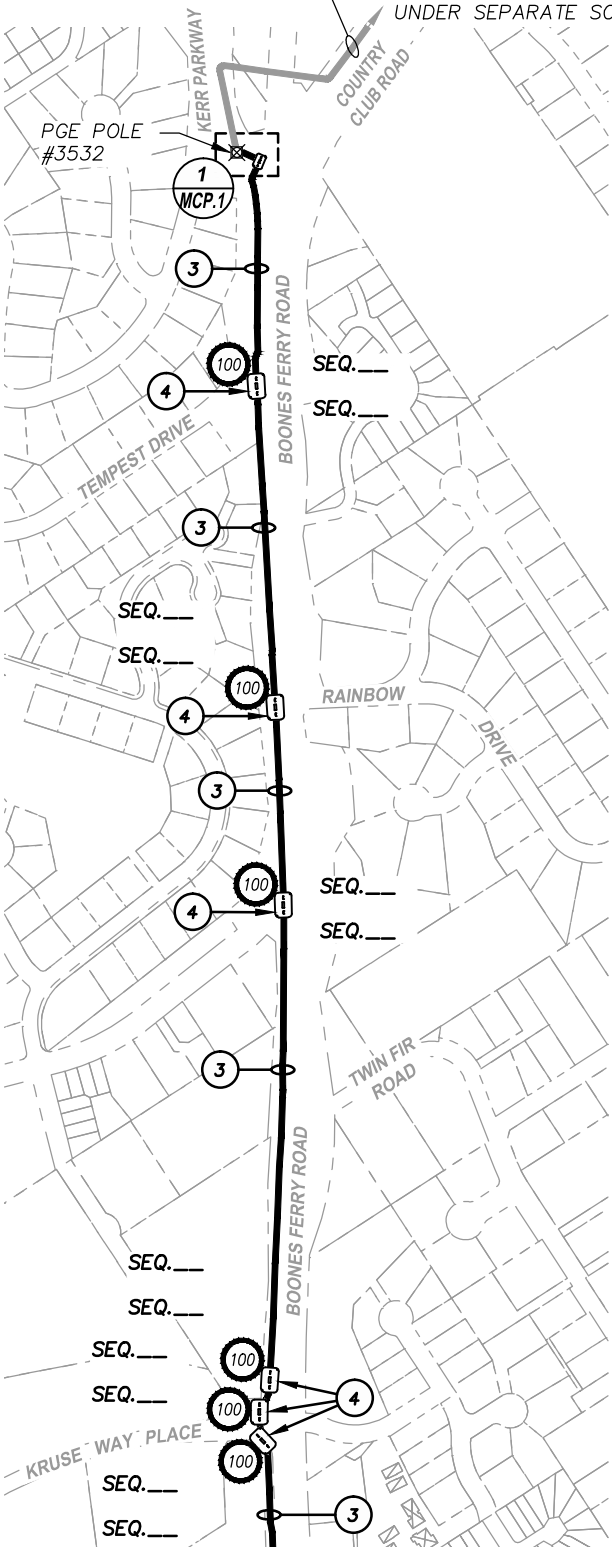 UNDER SEPARATE SC
KERR PARKWAY
COUNTRY
CLUB ROAD
PGE POLE
#3532
1
MCP.1
3
BOONES FERRY ROAD
100
SEQ.__
4
SEQ.__
TEMPEST DRIVE
3
SEQ.__
SEQ.__
100
RAINBOW
4
DRIVE
3
100
SEQ.__
4
SEQ.__
TWIN FIR
ROAD
3
BOONES FERRY ROAD
SEQ.__
SEQ.__
SEQ.__
100
SEQ.__
4
100
KRUSE WAY PLACE
100
SEQ.__
3
SEQ.__